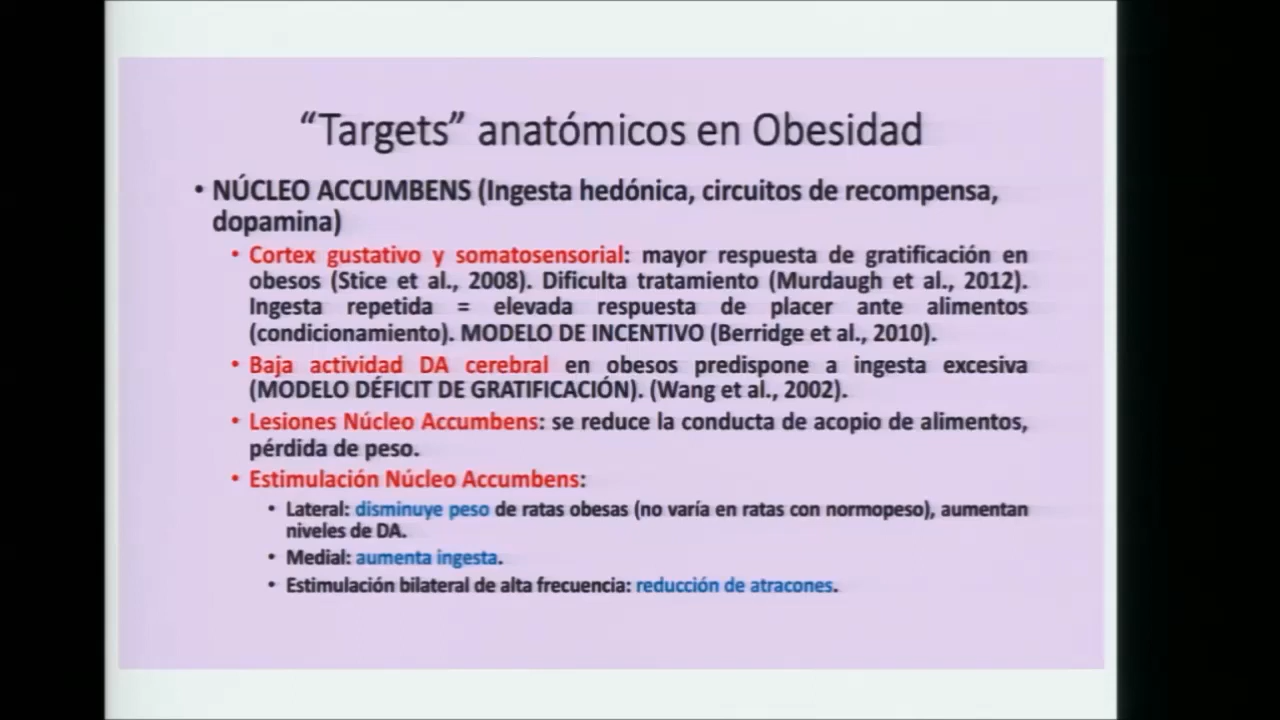 “Targets” anatómicos en Obesidad
• NÚCLEO ACCUMBENS (Ingesta hedónica, circuitos de recompensa,
dopamina)
• Cortex gustativo y somatosensorial: mayor respuesta de gratificación en
obesos (Stice et al., 2008). Dificulta tratamiento (Murdaugh et al., 2012).
Ingesta repetida = elevada respuesta de placer ante alimentos
(condicionamiento). MODELO DE INCENTIVO (Berridge et al., 2010).
• Baja actividad DA cerebral en obesos predispone a ingesta excesiva
(MODELO DÉFICIT DE GRATIFICACIÓN). (Wang et al., 2002).
• Lesiones Núcleo Accumbens: se reduce la conducta de acopio de alimentos,
pérdida de peso.
• Estimulación Núcleo Accumbens:
• Lateral: disminuye peso de ratas obesas (no varía en ratas con normopeso), aumentan
niveles de DA.
• Medial: aumenta ingesta.
• Estimulación bilateral de alta frecuencia: reducción de atracones.